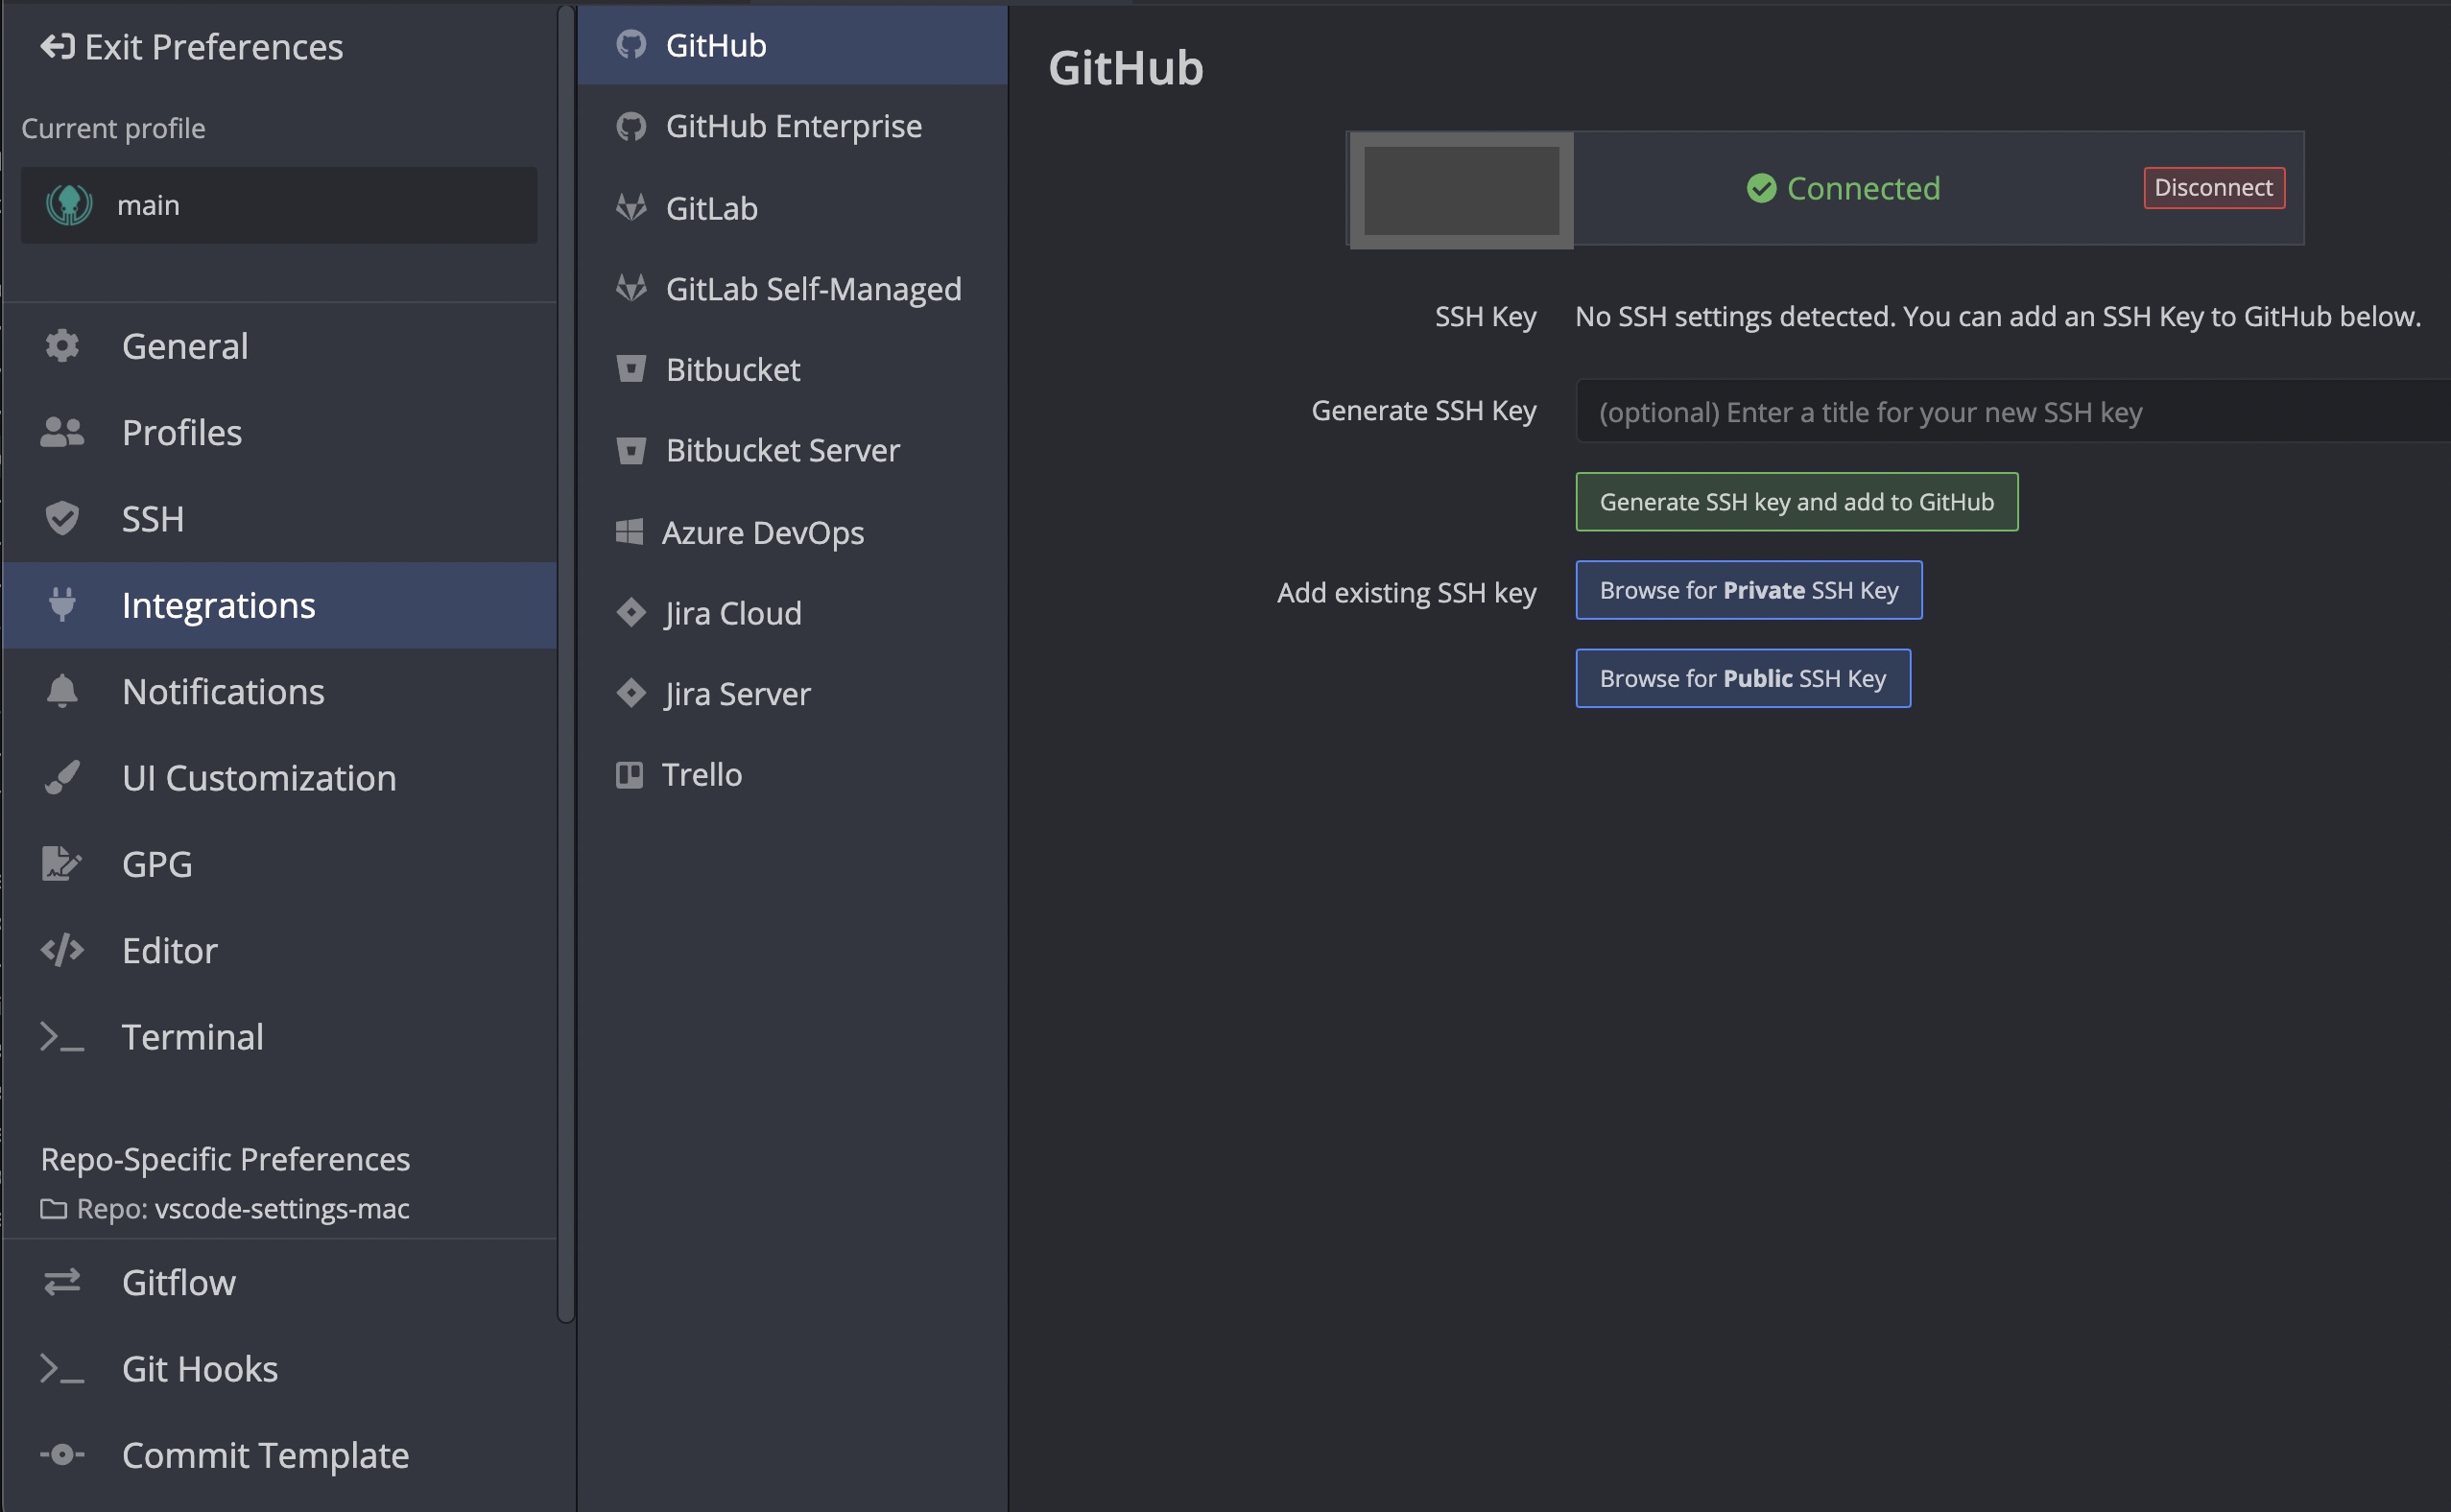 Exit Preferences
Current profile
main
General
Profiles
SSH
Integrations
Notifications
UI Customization
GPG
Editor
Terminal
Repo-Specific Preferences
Repo: vscode-settings-mac
Gitflow
Git Hooks
Commit Template
GitHub
GitHub Enterprise
GitLab
GitLab Self-Managed
Bitbucket
Bitbucket Server
Azure DevOps
Jira Cloud
Jira Server
Trello
GitHub
Connected
Disconnect
SSH Key No SSH settings detected. You can add an SSH Key to GitHub below.
Generate SSH Key (optional) Enter a title for your new SSH key
Generate SSH key and add to GitHub
Add existing SSH key Browse for Private SSH Key
Browse for Public SSH Key